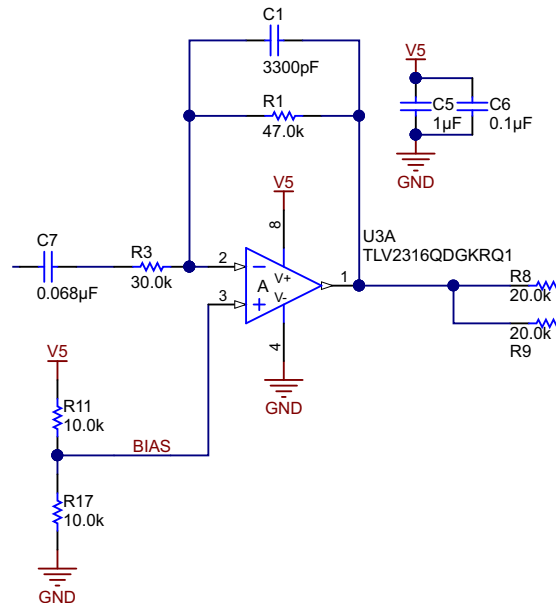 C1
3300pF
R1
47.0k
V5
C5
1µF
C6
0.1µF
GND
V5
8
U3A
TLV2316QDGKRQ1
C7
0.068µF
R3
30.0k
2
3
A
V+
V-
1
4
GND
R8
20.0k
20.0k
R9
V5
R11
10.0k
BIAS
R17
10.0k
GND